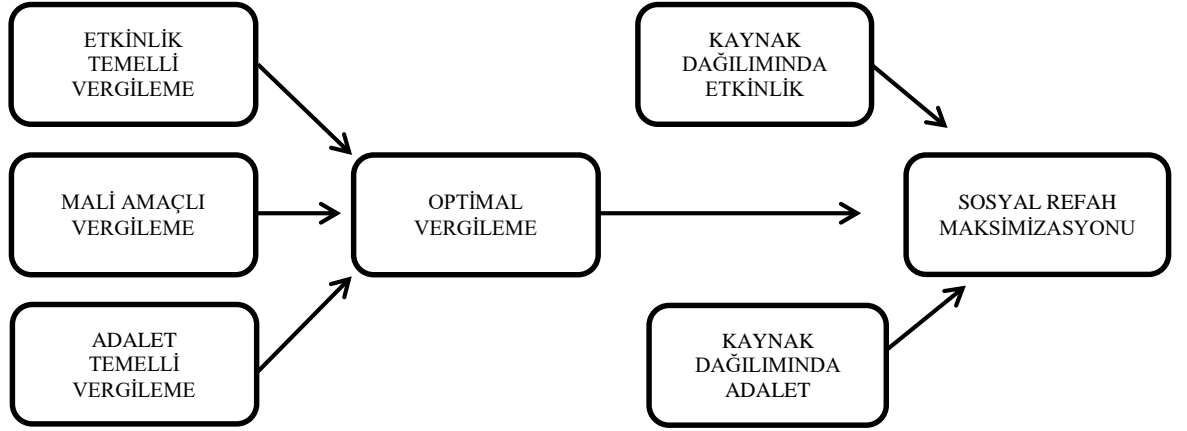 ETKİNLİK
TEMELLİ
VERGİLEME
KAYNAK
DAĞILIMINDA
ETKİNLİK
MALİ AMAÇLI
VERGİLEME
OPTİMAL
VERGİLEME
SOSYAL REFAH
MAKSİMİZASYONU
ADALET
TEMELLİ
VERGİLEME
KAYNAK
DAĞILIMINDA
ADALET